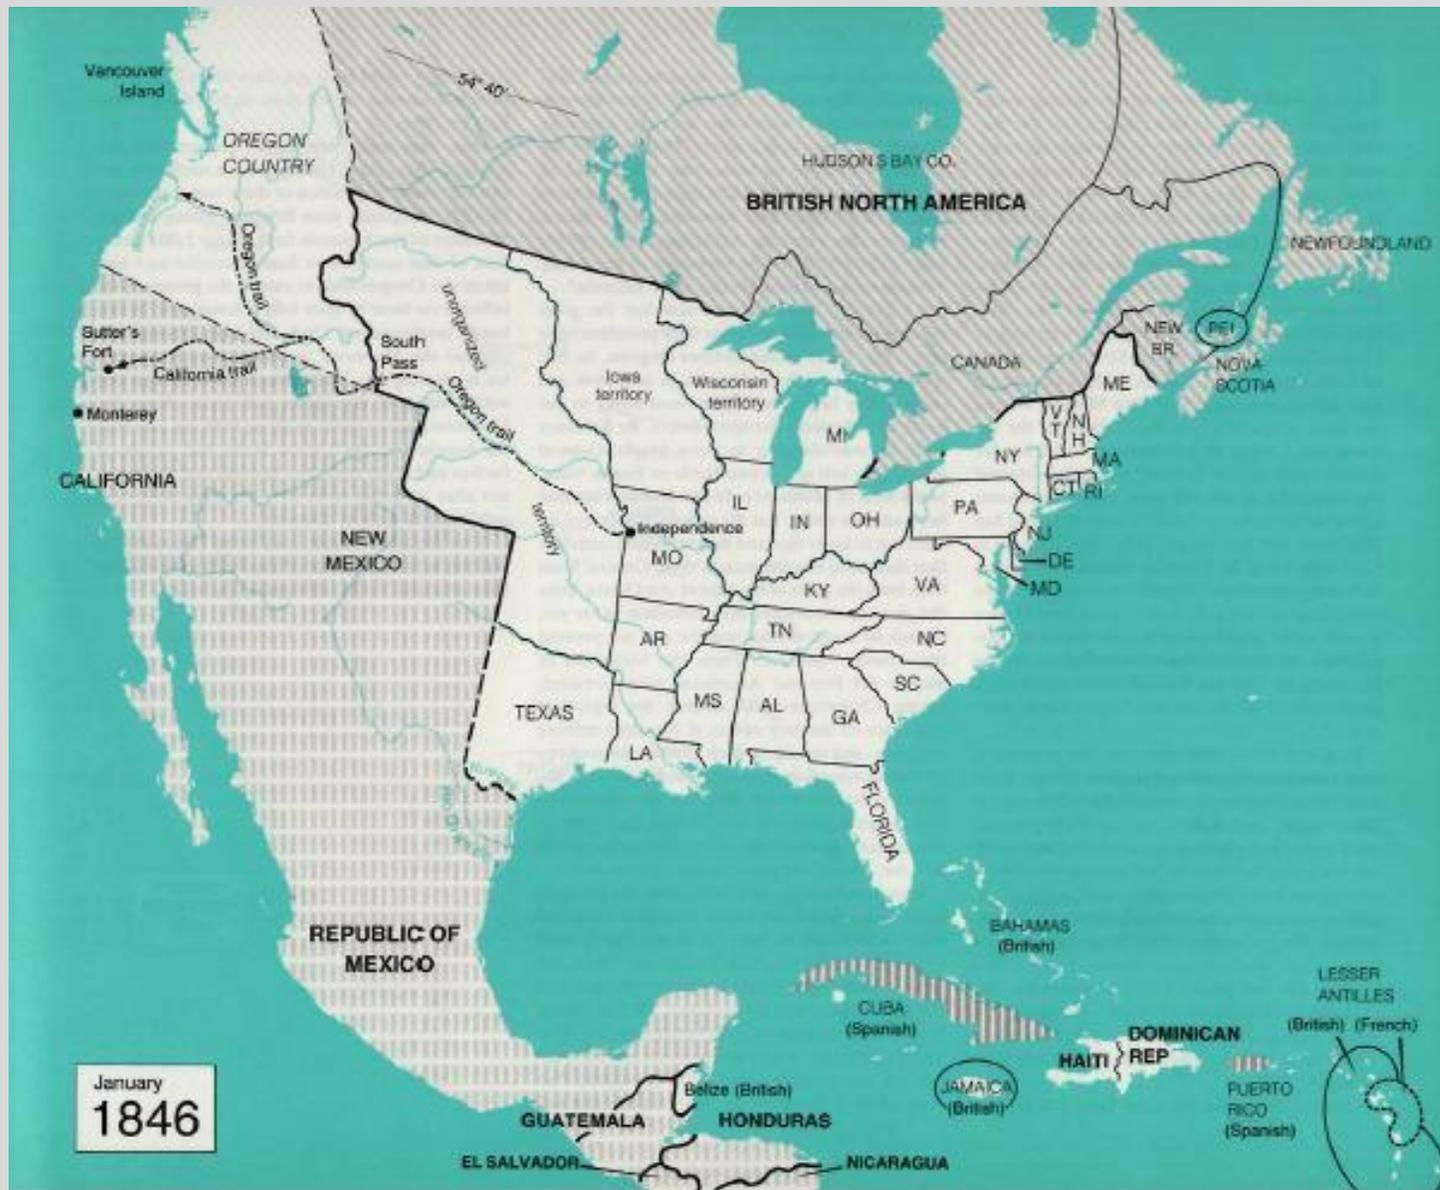 Vancouver
Island
54° 40'
OREGON
COUNTRY
HUDSON'S BAY CO.
BRITISH NORTH AMERICA
NEWFOUNDLAND
Oregon trail
unorganized
Sutter's
Fort
California trail
South
Pass
Oregon trail
Monterey
CALIFORNIA
Iowa
territory
Wisconsin
territory
CANADA
NEW
BR.
PEI
NOVA
SCOTIA
ME
V
T
N
H
MI
NY
MA
CT
RI
PA
NJ
DE
MD
IL
IN
OH
Independence
territory
MO
KY
VA
NEW
MEXICO
AR
TN
NC
SC
TEXAS
MS
AL
GA
LA
FLORIDA
REPUBLIC OF
MEXICO
BAHAMAS
(British)
CUBA
(Spanish)
HAITI
DOMINICAN
REP
JAMAICA
(British)
PUERTO
RICO
(Spanish)
LESSER
ANTILLES
(British) (French)
Belize (British)
GUATEMALA
HONDURAS
EL SALVADOR
NICARAGUA
January
1846